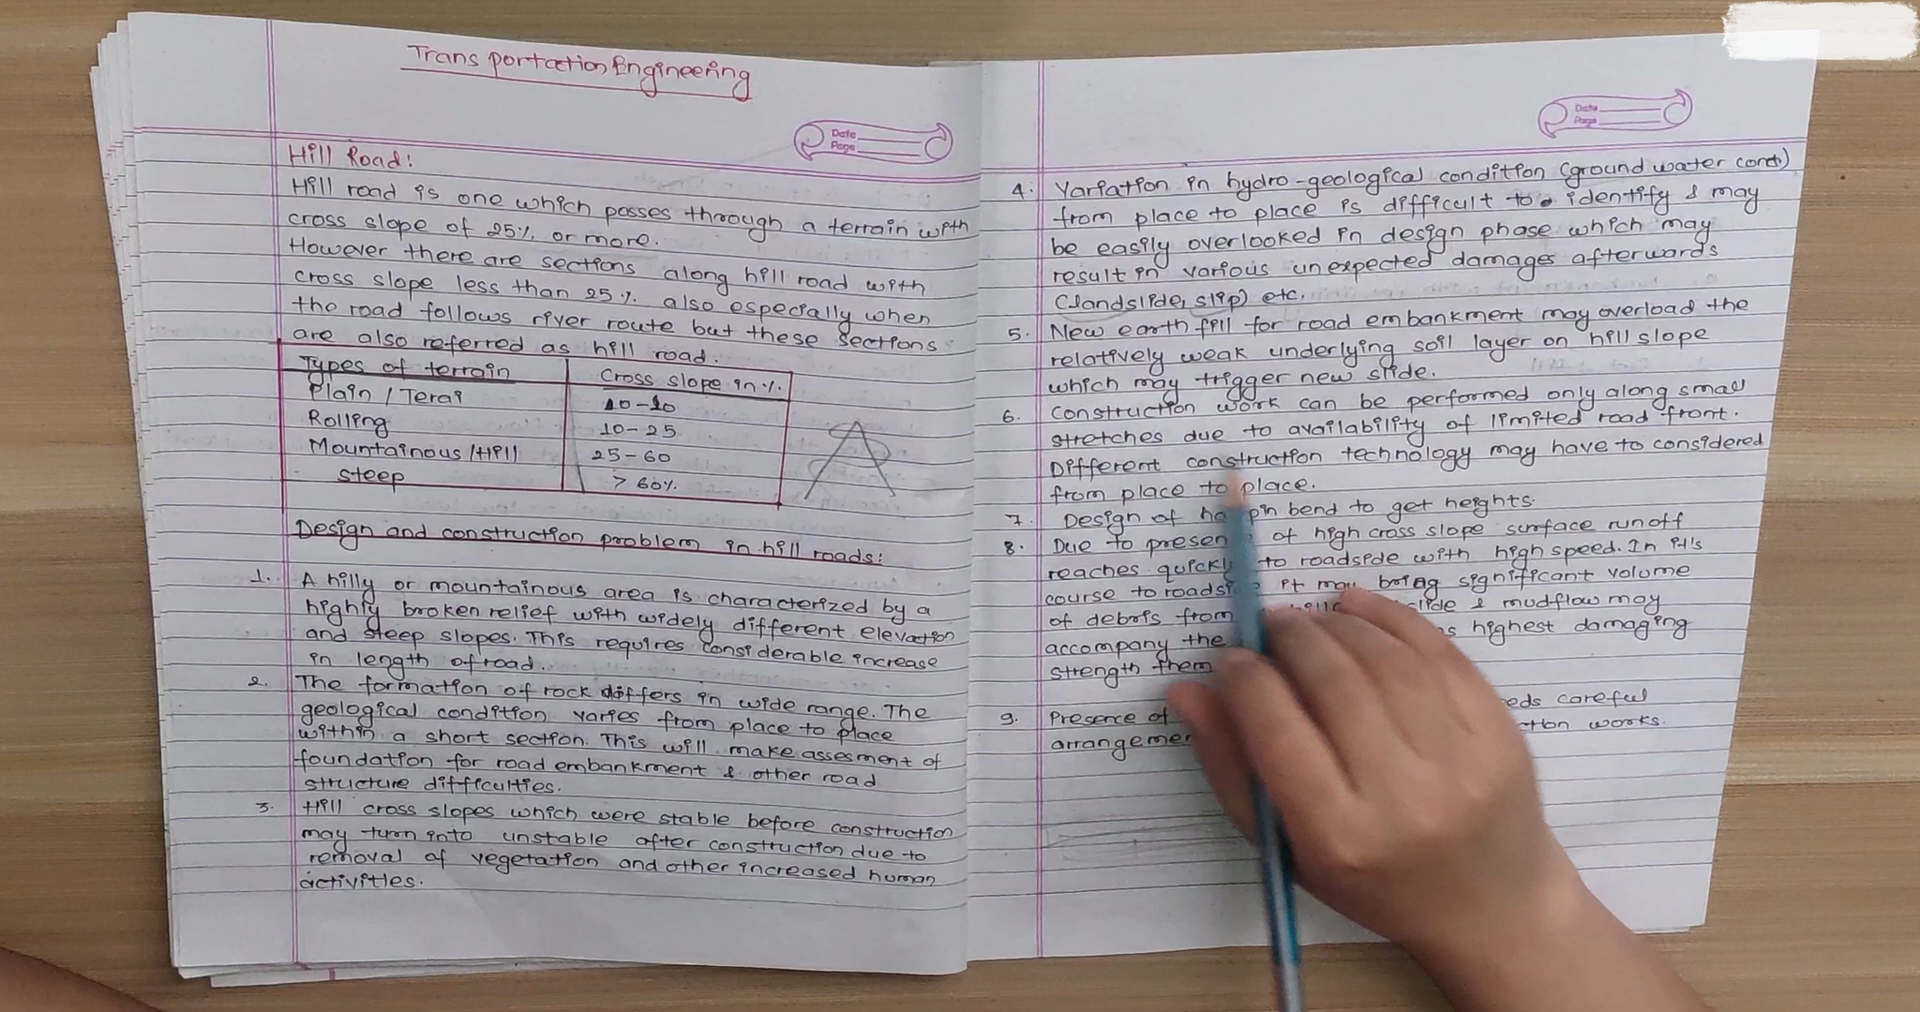 Transportation Engineering
Date
Page
Hill Road:
Hill road is one which passes through a terrain with
cross slope of 25% or more.
However there are sections along hill road with
cross slope less than 25% also especially when
the road follows river route but these sections
are also referred as hill road.
Types of terrain Cross slope in %
Plain / Terai 10-10
Rolling 10-25
Mountainous / Hill 25-60
steep > 60%
Design and construction problem in hill roads:
1. A hilly or mountainous area is characterized by a
highly broken relief with widely different elevation
and steep slopes. This requires considerable increase
in length of road.
2. The formation of rock differs in wide range. The
geological condition varies from place to place
within a short section. This will make assesment of
foundation for road embankment & other road
structure difficulties.
3. Hill cross slopes which were stable before construction
may turn into unstable after construction due to
removal of vegetation and other increased human
activities.
Date
Page
4. Variation in hydro-geological condition (ground water cont)
from place to place is difficult to identify & may
be easily overlooked in design phase which may
result in various unexpected damages afterwards
(landslide, slip) etc.
5. New earth fill for road embankment may overload the
relatively weak underlying soil layer on hill slope
which may trigger new slide.
6. Construction work can be performed only along small
stretches due to availability of limited road front.
Different construction technology may have to considered
from place to place.
7. Design of pin bend to get heights.
8. Due to of high cross slope surface runoff
reaches quickly to roadside with high speed. In it's
course to it may bring significant volume
of debris from & mudflow may
accompany the highest damaging
strength
9. Presence of careful
works.